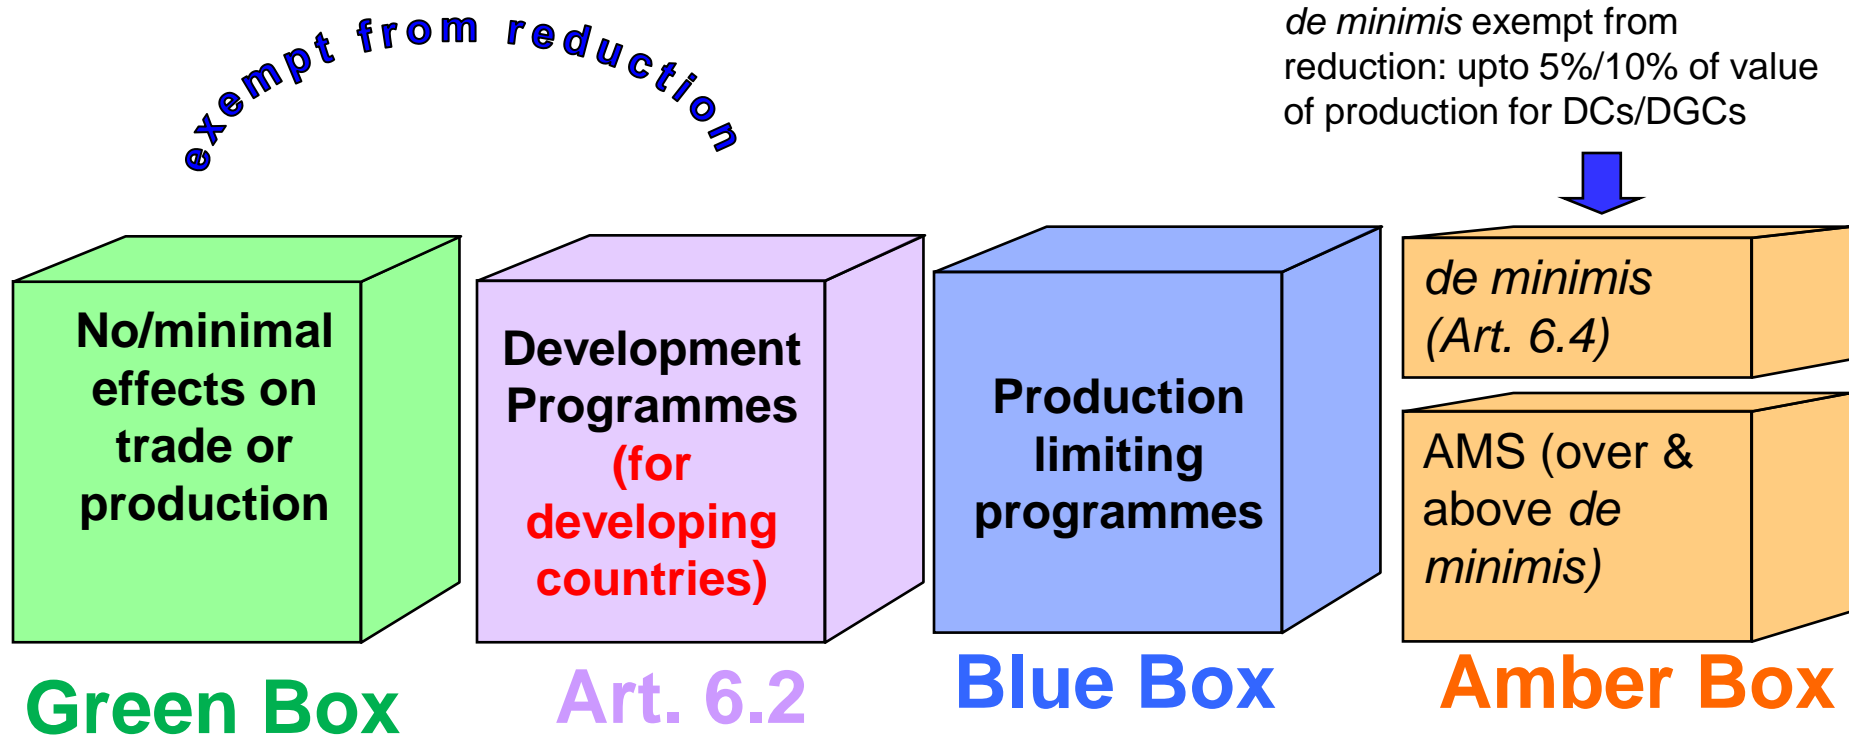 exempt from reduction
de minimis exempt from
reduction: upto 5%/10% of value
of production for DCs/DGCs
No/minimal
effects on
trade or
production
Green Box
Development
Programmes
(for
developing
countries)
Art. 6.2
Production
limiting
programmes
Blue Box
de minimis
(Art. 6.4)
AMS (over &
above de
minimis)
Amber Box